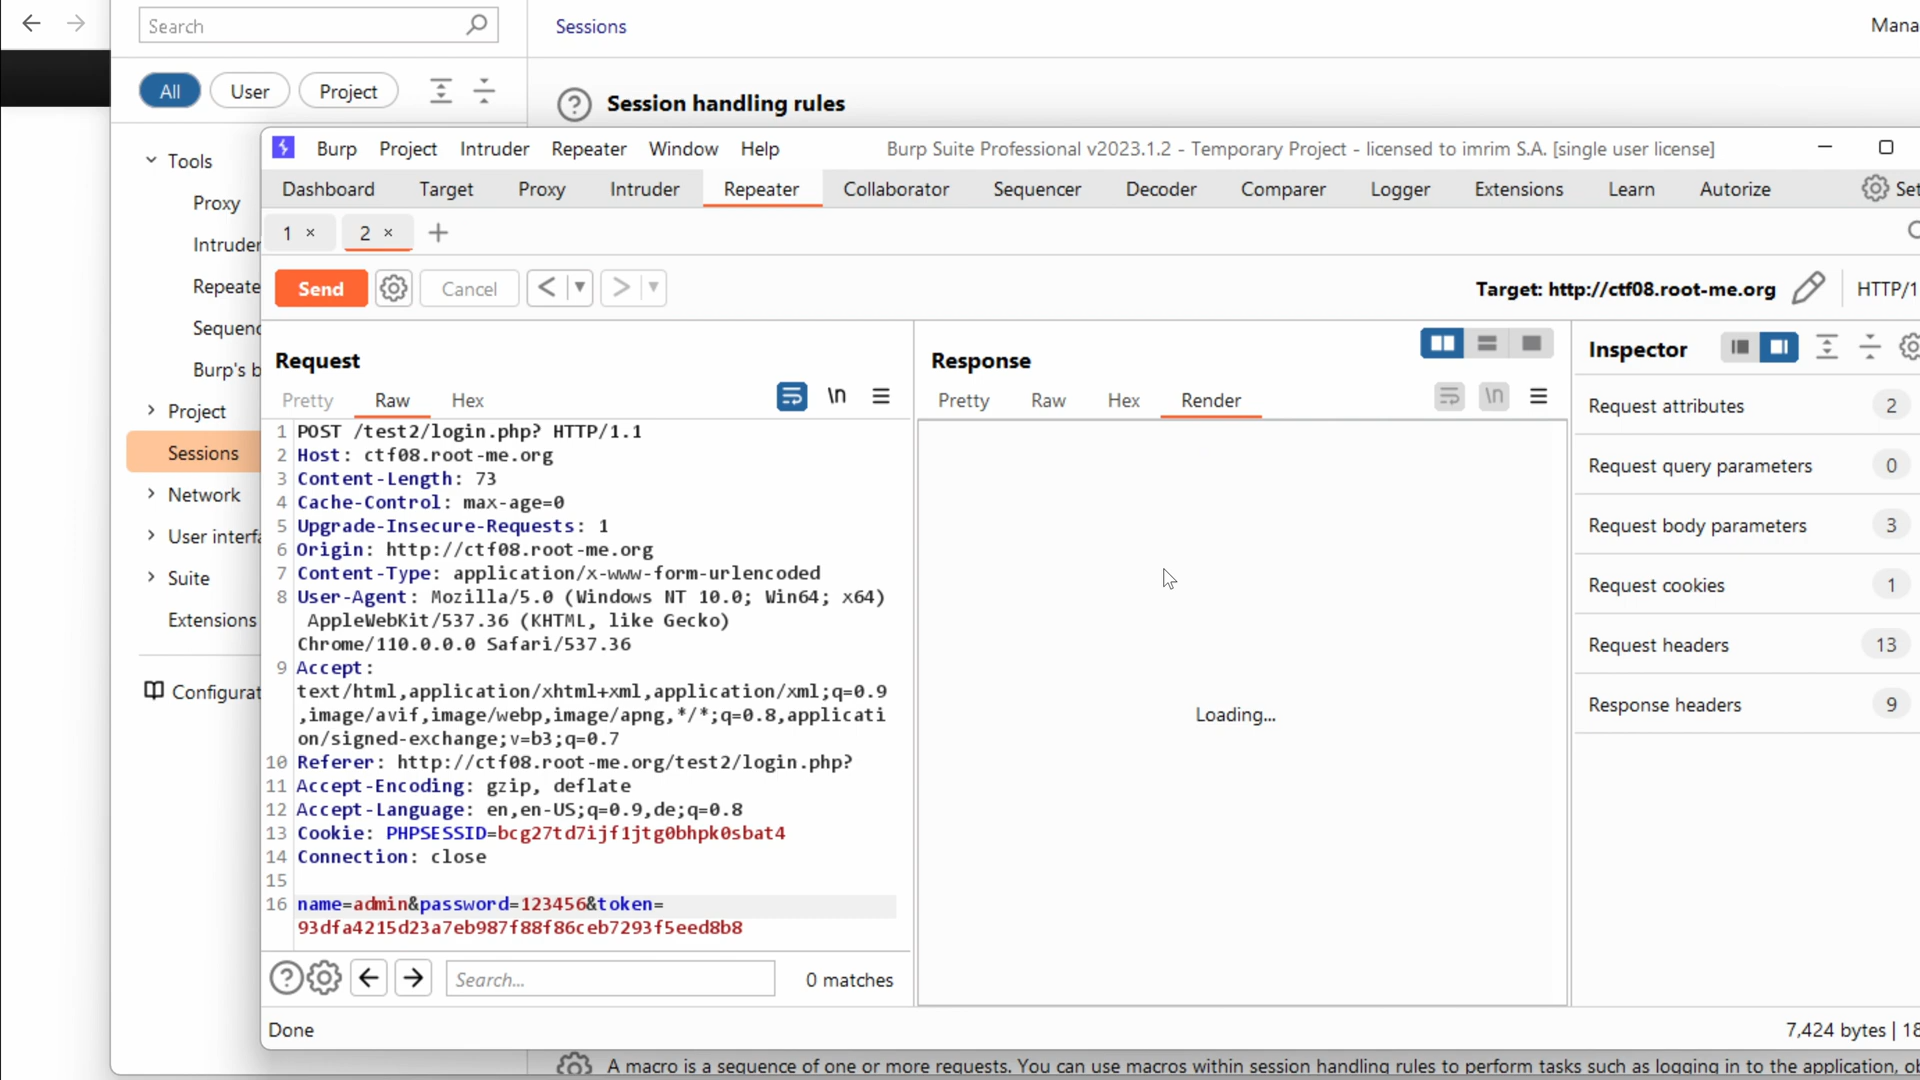 Search
Sessions
All
User
Project
Session handling rules
Tools
Proxy
Sequenc
Burp's b
Project
Sessions
Network
Suite
Extensions
Burp Project Intruder Repeater Window Help
Burp Suite Professional v2023.1.2 - Temporary Project - licensed to imrim S.A. [single user license]
Dashboard Target Proxy Intruder Repeater Collaborator Sequencer Decoder Comparer Logger Extensions Learn Autorize
1 × 2 × +
Send
Cancel
< >
Target: http://ctf08.root-me.org
HTTP/1
Request
Pretty Raw Hex
\n
1 POST /test2/login.php? HTTP/1.1
2 Host: ctf08.root-me.org
3 Content-Length: 73
4 Cache-Control: max-age=0
5 Upgrade-Insecure-Requests: 1
6 Origin: http://ctf08.root-me.org
7 Content-Type: application/x-www-form-urlencoded
8 User-Agent: Mozilla/5.0 (Windows NT 10.0; Win64; x64)
AppleWebKit/537.36 (KHTML, like Gecko)
Chrome/110.0.0.0 Safari/537.36
9 Accept:
text/html,application/xhtml+xml,application/xml;q=0.9
,image/avif,image/webp,image/apng,*/*;q=0.8,applicati
on/signed-exchange;v=b3;q=0.7
10 Referer: http://ctf08.root-me.org/test2/login.php?
11 Accept-Encoding: gzip, deflate
12 Accept-Language: en,en-US;q=0.9,de;q=0.8
13 Cookie: PHPSESSID=bcg27td7ijf1jtg0bhpk0sbat4
14 Connection: close
15
16 name=admin&password=123456&token=
93dfa4215d23a7eb987f88f86ceb7293f5eed8b8
Search...
0 matches
Response
Pretty Raw Hex Render
\n
Loading...
Inspector
Request attributes 2
Request query parameters 0
Request body parameters 3
Request cookies 1
Request headers 13
Response headers 9
Done
7,424 bytes | 18
A macro is a sequence of one or more requests. You can use macros within session handling rules to perform tasks such as logging in to the application, ob